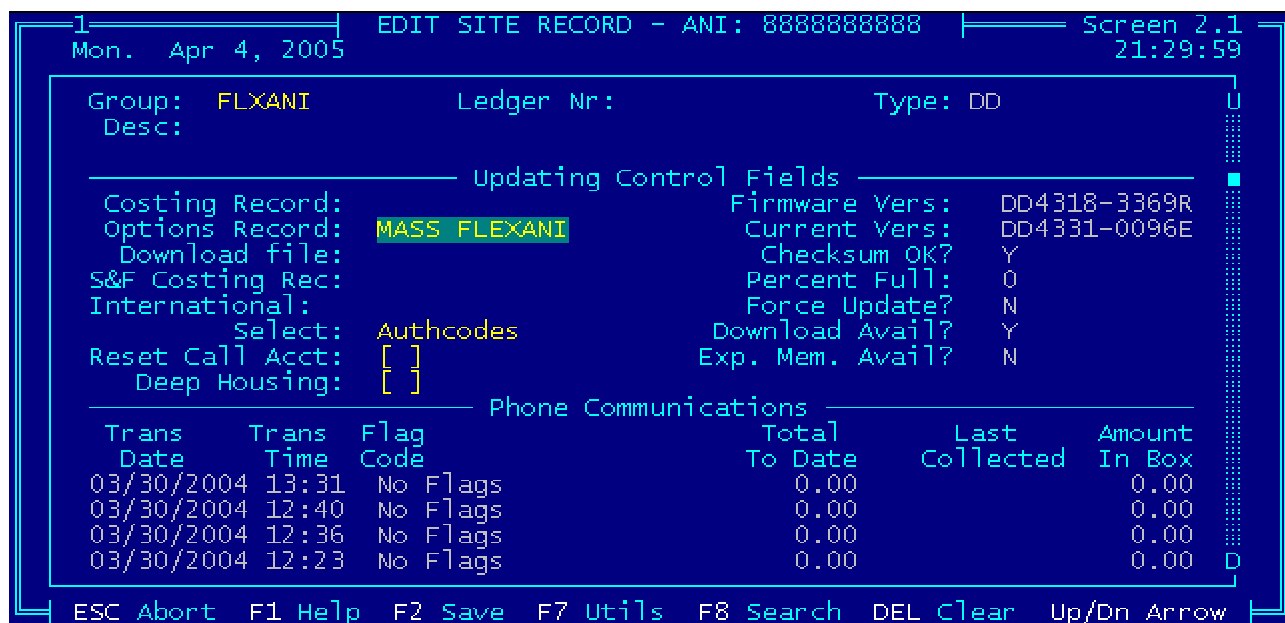 1 EDIT SITE RECORD - ANI: 8888888888 Screen 2.1
Mon. Apr 4, 2005 21:29:59
Group: FLXANI Ledger Nr: Type: DD U
Desc:
Updating Control Fields
Costing Record: Firmware Vers: DD4318-3369R
Options Record: MASS FLEXANI Current Vers: DD4331-0096E
Download file: Checksum OK? Y
S&F Costing Rec: Percent Full: 0
International: Force Update? N
Select: Authcodes Download Avail? Y
Reset Call Acct: [ ] Exp. Mem. Avail? N
Deep Housing: [ ]
Phone Communications
Trans Trans Flag Total Last Amount
Date Time Code To Date Collected In Box
03/30/2004 13:31 No Flags 0.00 0.00
03/30/2004 12:40 No Flags 0.00 0.00
03/30/2004 12:36 No Flags 0.00 0.00
03/30/2004 12:23 No Flags 0.00 0.00 D
ESC Abort F1 Help F2 Save F7 Utils F8 Search DEL Clear Up/Dn Arrow